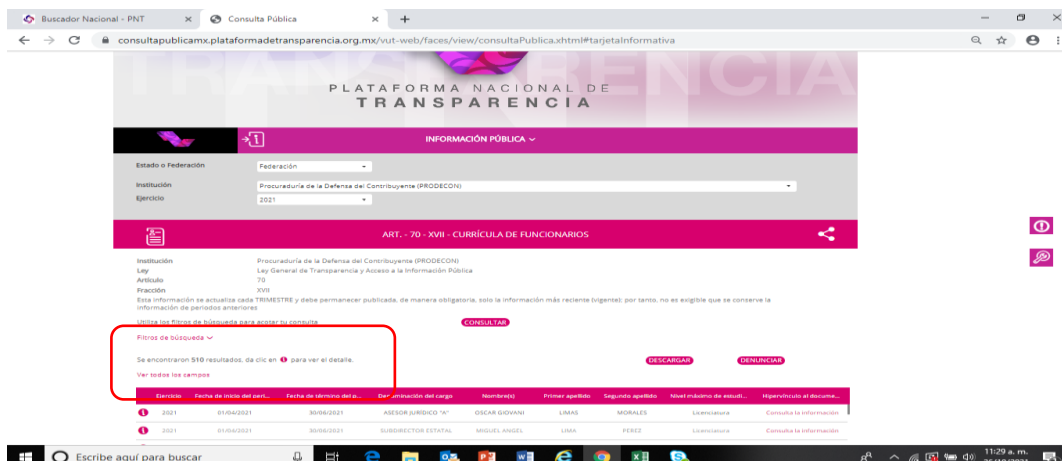 Buscador Nacional - PNT
Consulta Pública
consultapublicamx.plataformadetransparencia.org.mx/vut-web/faces/view/consultaPublica.xhtml#tarjetaInformativa
PLATAFORMA NACIONAL DE
TRANSPARENCIA
INFORMACIÓN PÚBLICA
Estado o Federación Federación
Institución Procuraduría de la Defensa del Contribuyente (PRODECON)
Ejercicio 2021
ART. - 70 - XVII - CURRÍCULA DE FUNCIONARIOS
Institución Procuraduría de la Defensa del Contribuyente (PRODECON)
Ley Ley General de Transparencia y Acceso a la Información Pública
Artículo 70
Fracción XVII
Esta información se actualiza cada TRIMESTRE y debe permanecer publicada, de manera obligatoria, solo la información más reciente (vigente); por tanto, no es exigible que se conserve la
información de periodos anteriores
Utiliza los filtros de búsqueda para acotar tu consulta CONSULTAR
Filtros de búsqueda
Se encontraron 510 resultados, da clic en para ver el detalle. DESCARGAR DENUNCIAR
Ver todos los campos
Ejercicio Fecha de inicio del peri... Fecha de término del p... Denominación del cargo Nombre(s) Primer apellido Segundo apellido Nivel máximo de estudi... Hipervínculo al docume...
2021 01/04/2021 30/06/2021 ASESOR JURÍDICO "A" OSCAR GIOVANI LIMAS MORALES Licenciatura Consulta la información
2021 01/04/2021 30/06/2021 SUBDIRECTOR ESTATAL MIGUEL ANGEL LIMA PEREZ Licenciatura Consulta la información
Escribe aquí para buscar
11:29 a. m.